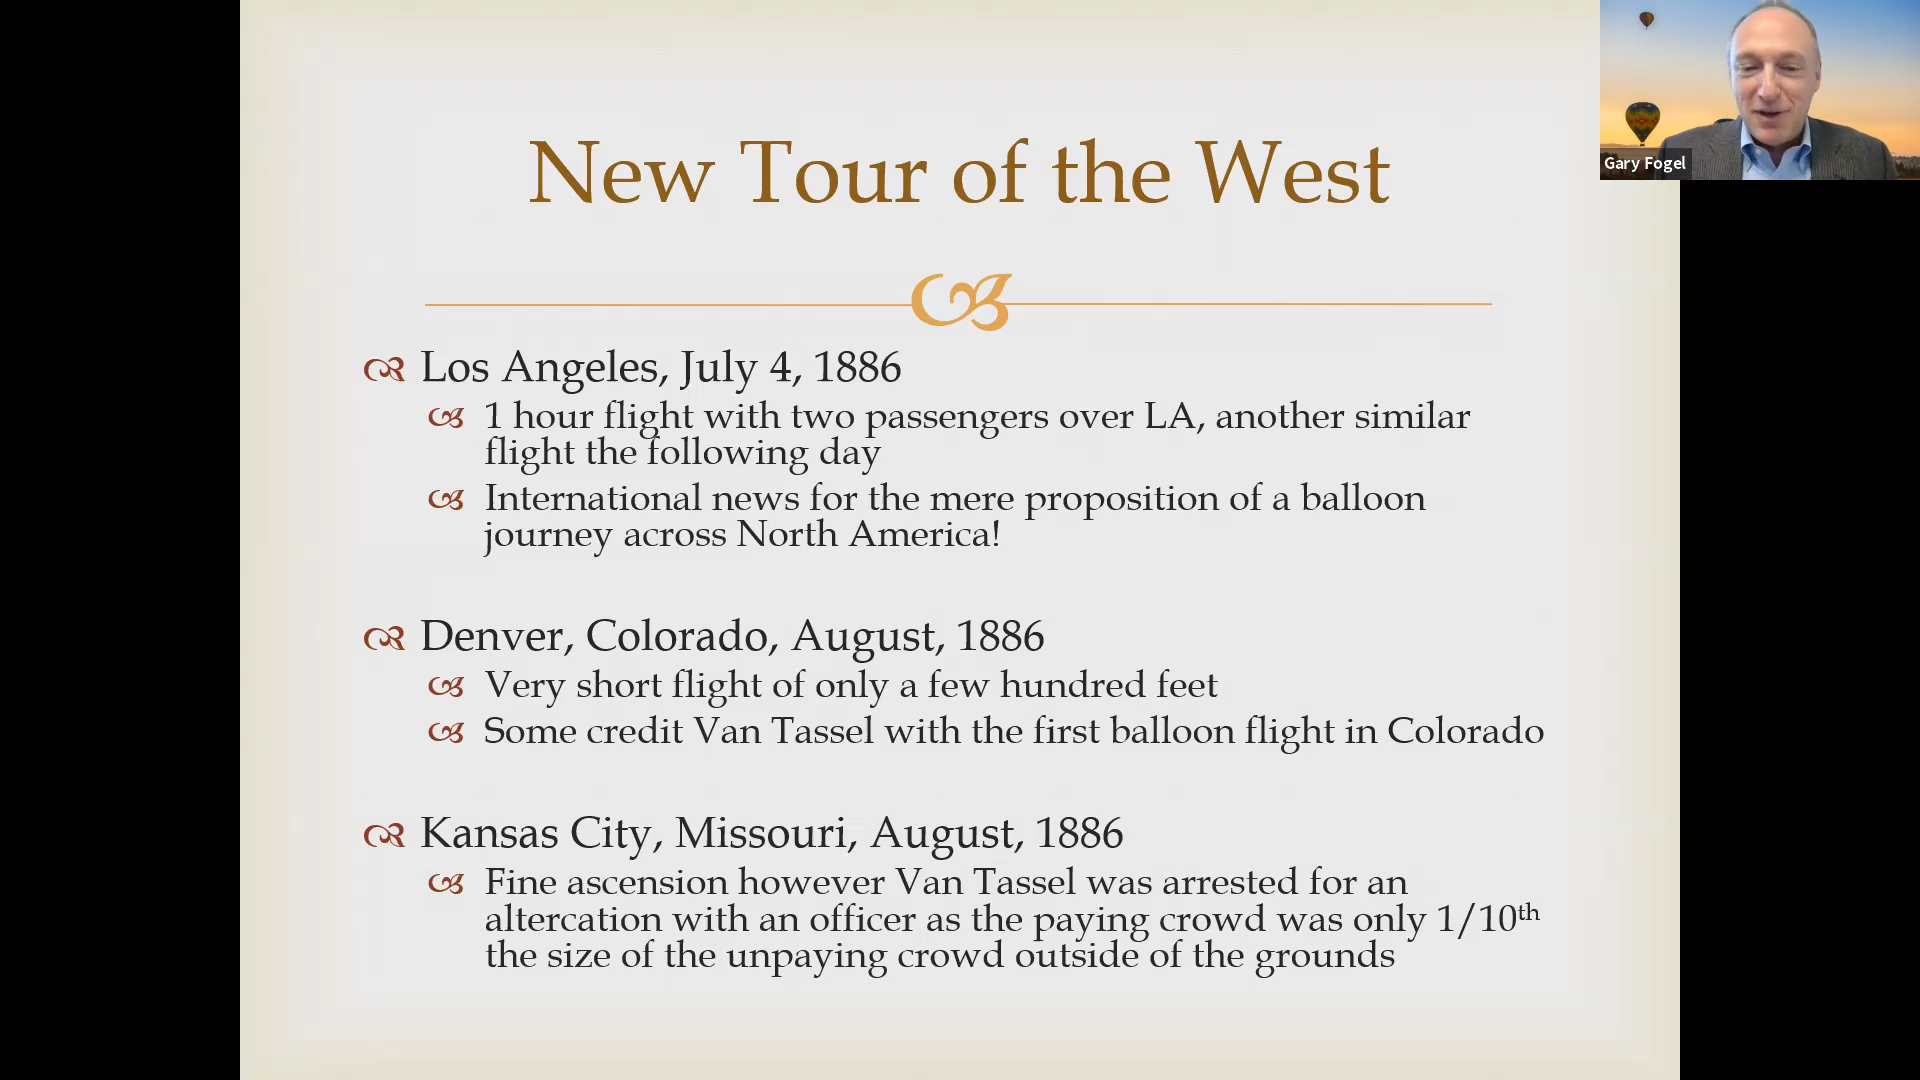 New Tour of the West
Gary Fogel
Los Angeles, July 4, 1886
1 hour flight with two passengers over LA, another similar
flight the following day
International news for the mere proposition of a balloon
journey across North America!
Denver, Colorado, August, 1886
Very short flight of only a few hundred feet
Some credit Van Tassel with the first balloon flight in Colorado
Kansas City, Missouri, August, 1886
Fine ascension however Van Tassel was arrested for an
altercation with an officer as the paying crowd was only 1/10th
the size of the unpaying crowd outside of the grounds